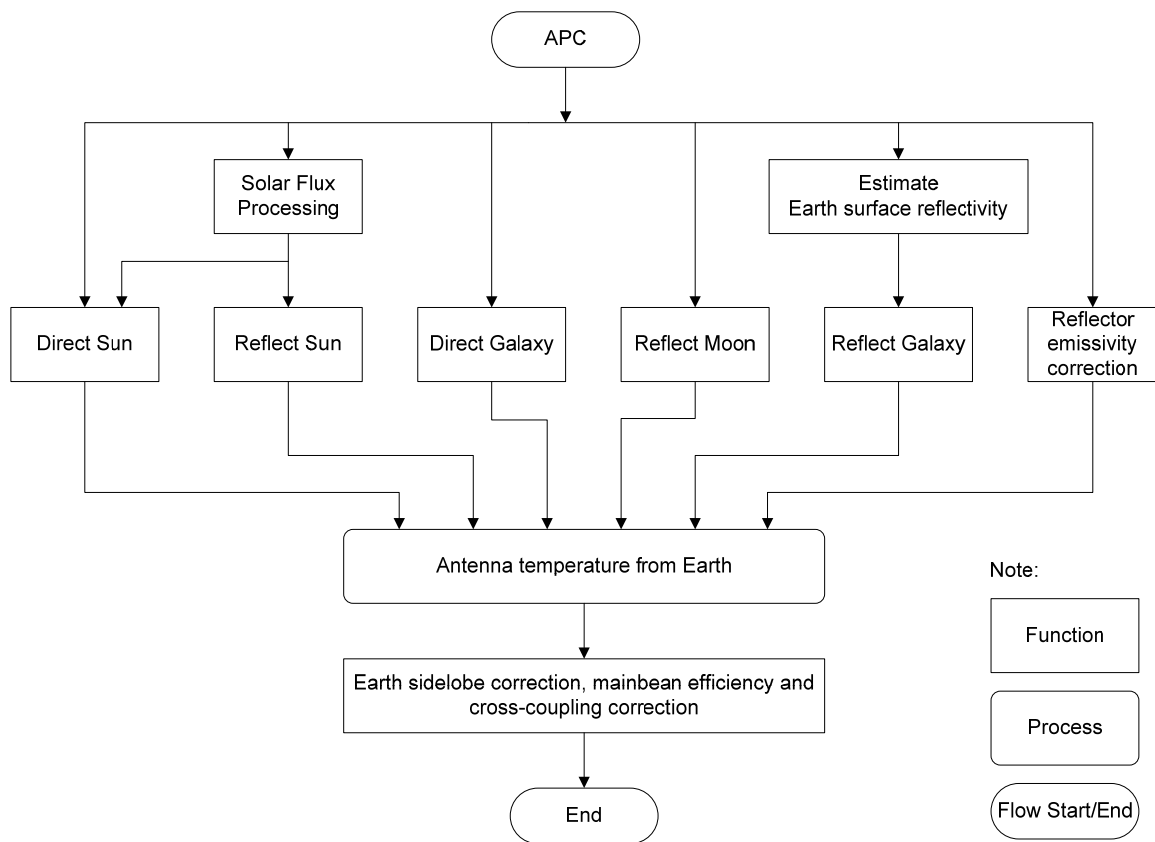 APC
Solar Flux
Processing
Estimate
Earth surface reflectivity
Direct Sun
Reflect Sun
Direct Galaxy
Reflect Moon
Reflect Galaxy
Reflector
emissivity
correction
Antenna temperature from Earth
Note:
Function
Earth sidelobe correction, mainbean efficiency and
cross-coupling correction
Process
End
Flow Start/End